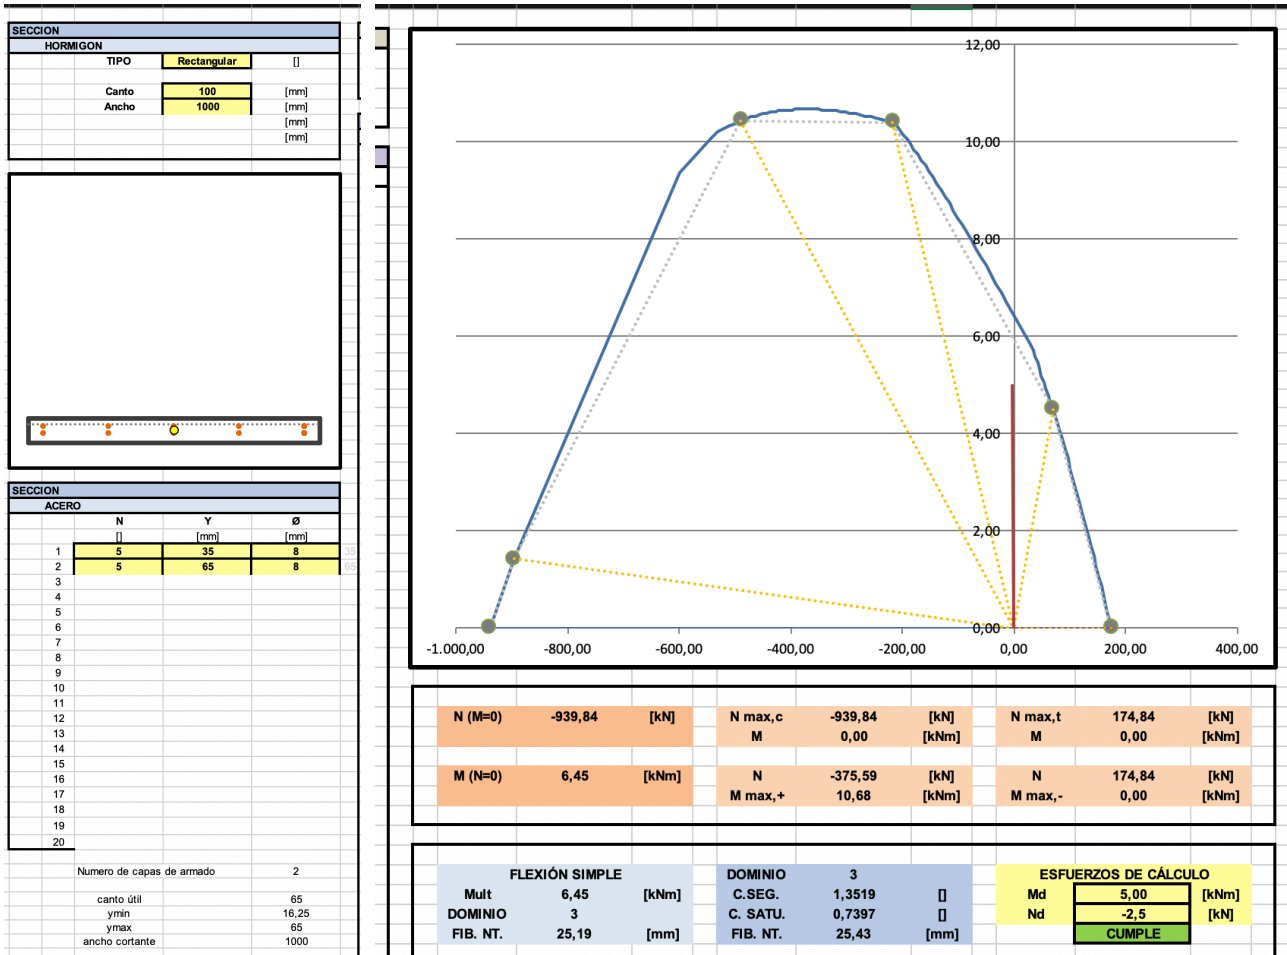 SECCION
HORMIGON
TIPO Rectangular []
Canto 100 [mm]
Ancho 1000 [mm]
[mm]
[mm]
SECCION
ACERO
N Y Ø
[] [mm] [mm]
1 5 35 8 35
2 5 65 8 65
3
4
5
6
7
8
9
10
11
12
13
14
15
16
17
18
19
20
Numero de capas de armado 2
canto útil 65
ymin 16,25
ymax 65
ancho cortante 1000
12,00
10,00
8,00
6,00
4,00
2,00
0,00
-1.000,00 -800,00 -600,00 -400,00 -200,00 0,00 200,00 400,00
N (M=0) -939,84 [kN] N max,c -939,84 [kN] N max,t 174,84 [kN]
M 0,00 [kNm] M 0,00 [kNm]
M (N=0) 6,45 [kNm] N -375,59 [kN] N 174,84 [kN]
M max,+ 10,68 [kNm] M max,- 0,00 [kNm]
FLEXIÓN SIMPLE DOMINIO 3 ESFUERZOS DE CÁLCULO
Mult 6,45 [kNm] C.SEG. 1,3519 [] Md 5,00 [kNm]
DOMINIO 3 C. SATU. 0,7397 [] Nd -2,5 [kN]
FIB. NT. 25,19 [mm] FIB. NT. 25,43 [mm] CUMPLE